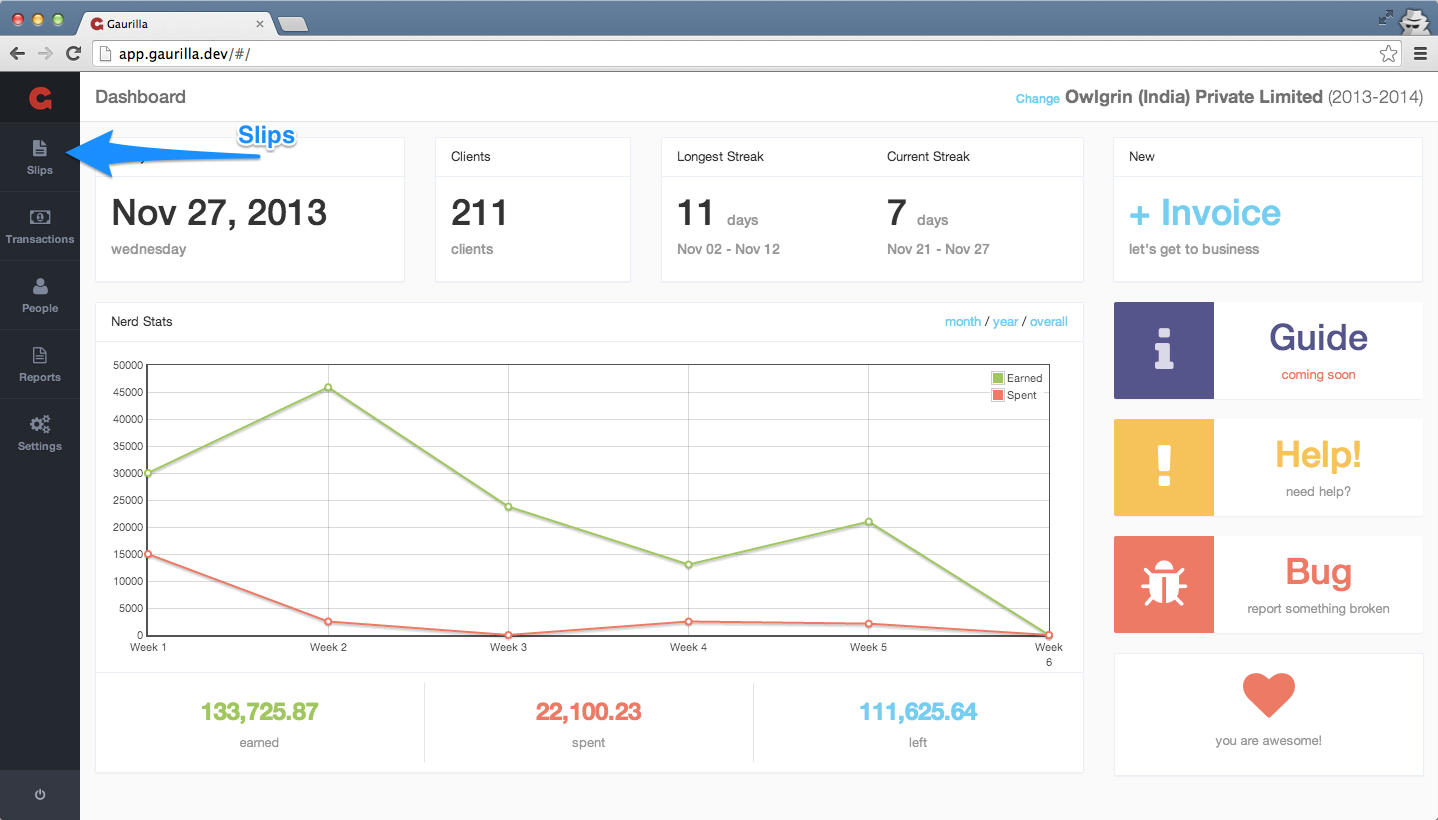 Gaurilla
app.gaurilla.dev/#/
Dashboard
Change Owlgrin (India) Private Limited (2013-2014)
Slips
Slips
Transactions
People
Reports
Settings
Nov 27, 2013
wednesday
Clients
211
clients
Longest Streak
11 days
Nov 02 - Nov 12
Current Streak
7 days
Nov 21 - Nov 27
New
+ Invoice
let's get to business
Nerd Stats
month / year / overall
50000
45000
40000
35000
30000
25000
20000
15000
10000
5000
0
Earned
Spent
Week 1
Week 2
Week 3
Week 4
Week 5
Week
6
133,725.87
earned
22,100.23
spent
111,625.64
left
Guide
coming soon
Help!
need help?
Bug
report something broken
you are awesome!